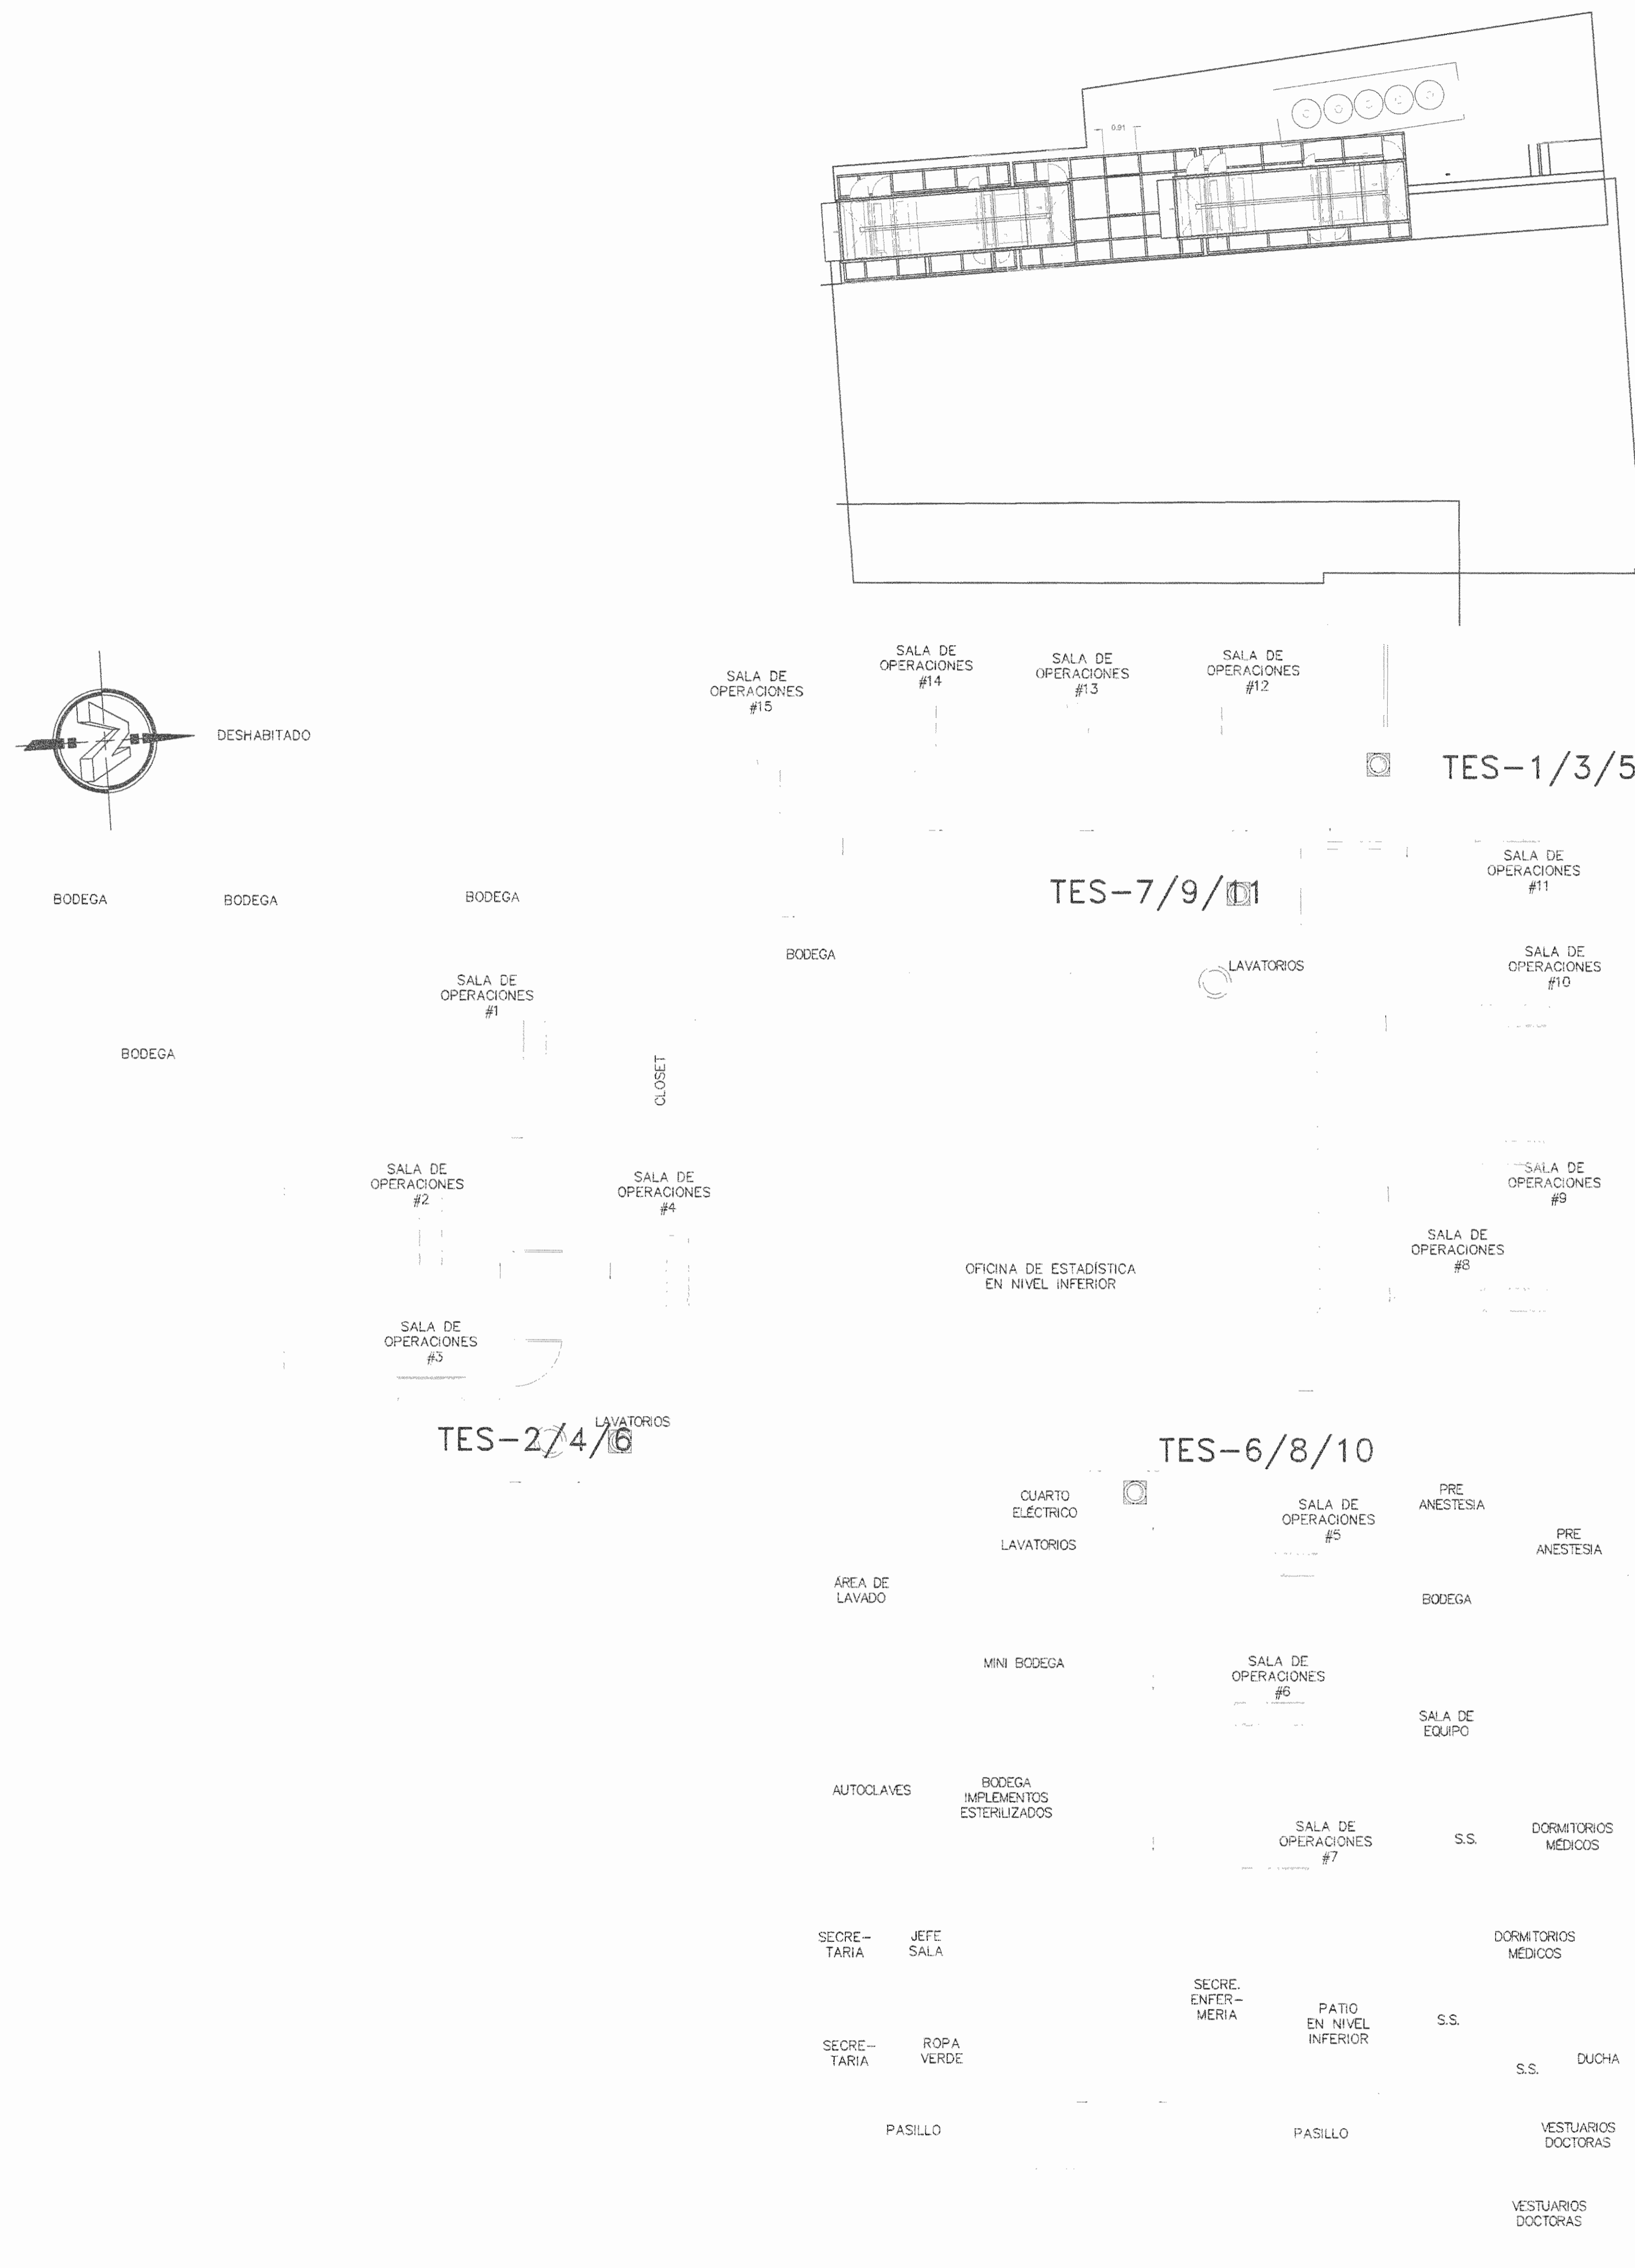 0.91
SALA DE
OPERACIONES
#14
SALA DE
OPERACIONES
#13
SALA DE
OPERACIONES
#12
SALA DE
OPERACIONES
#15
N
DESHABITADO
TES-1/3/5
SALA DE
OPERACIONES
#11
TES-7/9/11
BODEGA
BODEGA
BODEGA
BODEGA
LAVATORIOS
SALA DE
OPERACIONES
#10
SALA DE
OPERACIONES
#1
BODEGA
CLOSET
SALA DE
OPERACIONES
#2
SALA DE
OPERACIONES
#4
SALA DE
OPERACIONES
#9
SALA DE
OPERACIONES
#8
OFICINA DE ESTADÍSTICA
EN NIVEL INFERIOR
SALA DE
OPERACIONES
#3
LAVATORIOS
TES-2/4/6
TES-6/8/10
CUARTO
ELÉCTRICO
SALA DE
OPERACIONES
#5
PRE
ANESTESIA
LAVATORIOS
PRE
ANESTESIA
ÁREA DE
LAVADO
BODEGA
MINI BODEGA
SALA DE
OPERACIONES
#6
SALA DE
EQUIPO
AUTOCLAVES
BODEGA
IMPLEMENTOS
ESTERILIZADOS
SALA DE
OPERACIONES
#7
S.S.
DORMITORIOS
MÉDICOS
SECRE-
TARIA
JEFE
SALA
DORMITORIOS
MÉDICOS
SECRE.
ENFER-
MERIA
PATIO
EN NIVEL
INFERIOR
S.S.
SECRE-
TARIA
ROPA
VERDE
S.S.
DUCHA
PASILLO
PASILLO
VESTUARIOS
DOCTORAS
VESTUARIOS
DOCTORAS